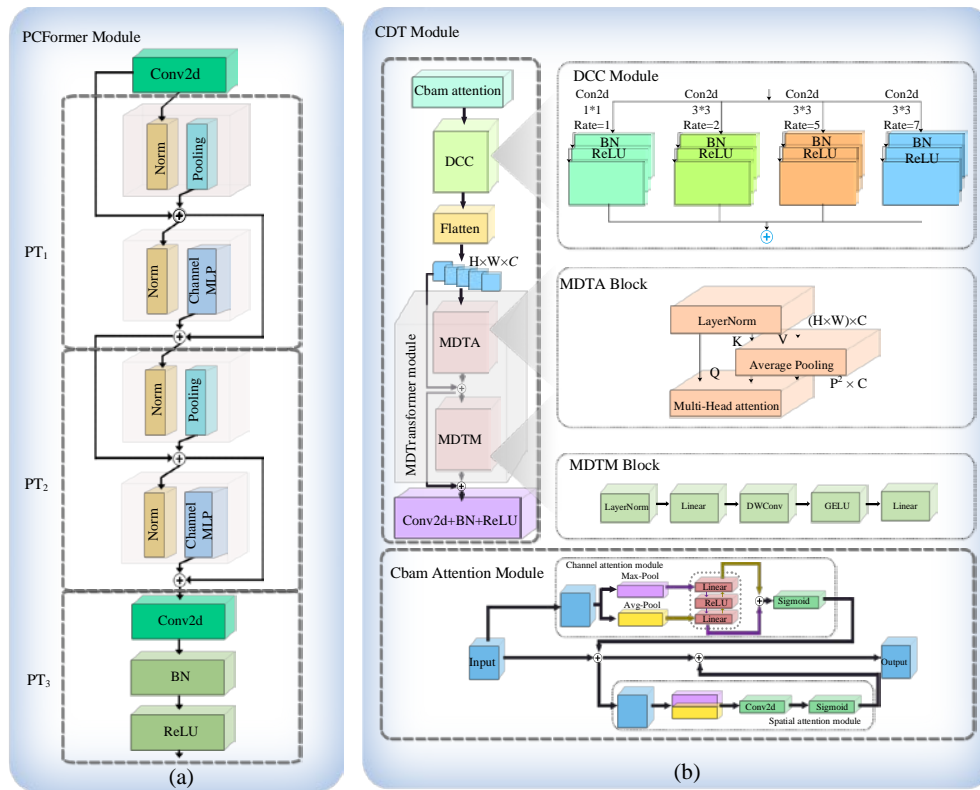 PCFormer Module
Conv2d
Norm
Pooling
PT1
Norm
Channel
MLP
Norm
Pooling
PT2
Norm
Channel
MLP
Conv2d
PT3
BN
ReLU
(a)
CDT Module
Cbam attention
DCC
Flatten
H×W×C
MDTransformer module
MDTA
MDTM
Conv2d+BN+ReLU
DCC Module
Con2d
1*1
Rate=1
BN
ReLU
Con2d
3*3
Rate=2
BN
ReLU
Con2d
3*3
Rate=5
BN
ReLU
Con2d
3*3
Rate=7
BN
ReLU
MDTA Block
LayerNorm
(H×W)×C
K
V
Q
Average Pooling
P² × C
Multi-Head attention
MDTM Block
LayerNorm
Linear
DWConv
GELU
Linear
Cbam Attention Module
Channel attention module
Max-Pool
Avg-Pool
Linear
ReLU
Linear
Sigmoid
Input
Output
Conv2d
Sigmoid
Spatial attention module
(b)